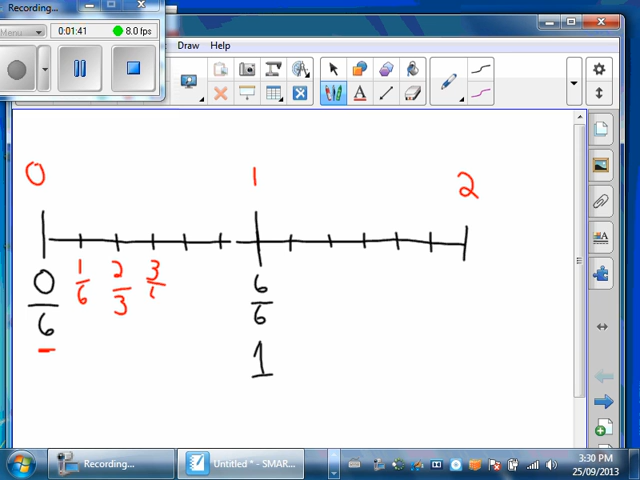 Recording...
Menu
0:01:41
8.0 fps
Draw Help
0 1 2
0/6 1/6 2/3 3/ 6/6
1
Recording...
Untitled * - SMAR...
3:30 PM
25/09/2013